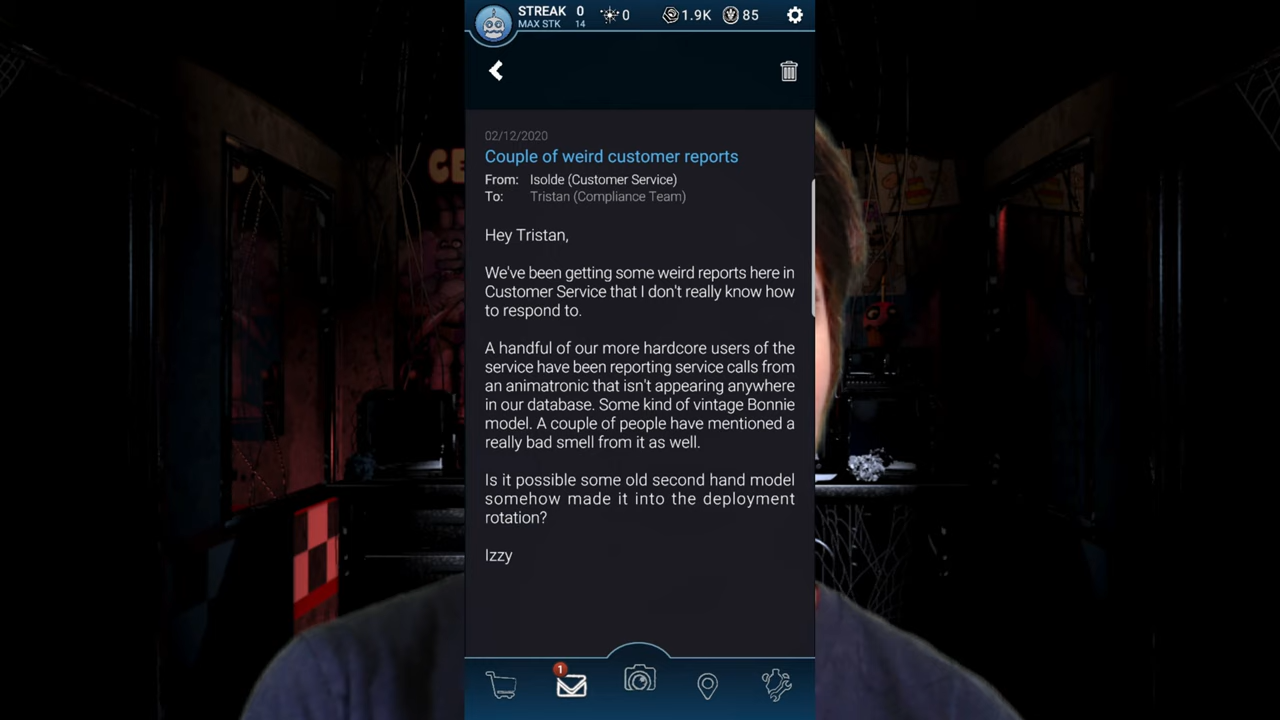 STREAK 0
MAX STK 14
0
1.9K
85
02/12/2020
Couple of weird customer reports
From: Isolde (Customer Service)
To: Tristan (Compliance Team)
Hey Tristan,
We've been getting some weird reports here in
Customer Service that I don't really know how
to respond to.
A handful of our more hardcore users of the
service have been reporting service calls from
an animatronic that isn't appearing anywhere
in our database. Some kind of vintage Bonnie
model. A couple of people have mentioned a
really bad smell from it as well.
Is it possible some old second hand model
somehow made it into the deployment
rotation?
Izzy
1